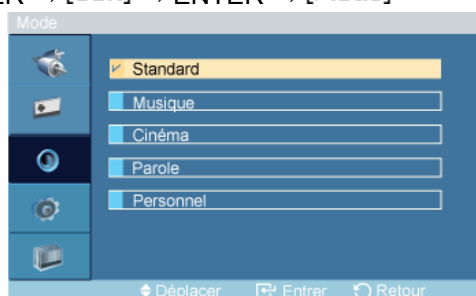 Mode
Standard
Musique
Cinéma
Parole
Personnel
Déplacer Entrer Retour